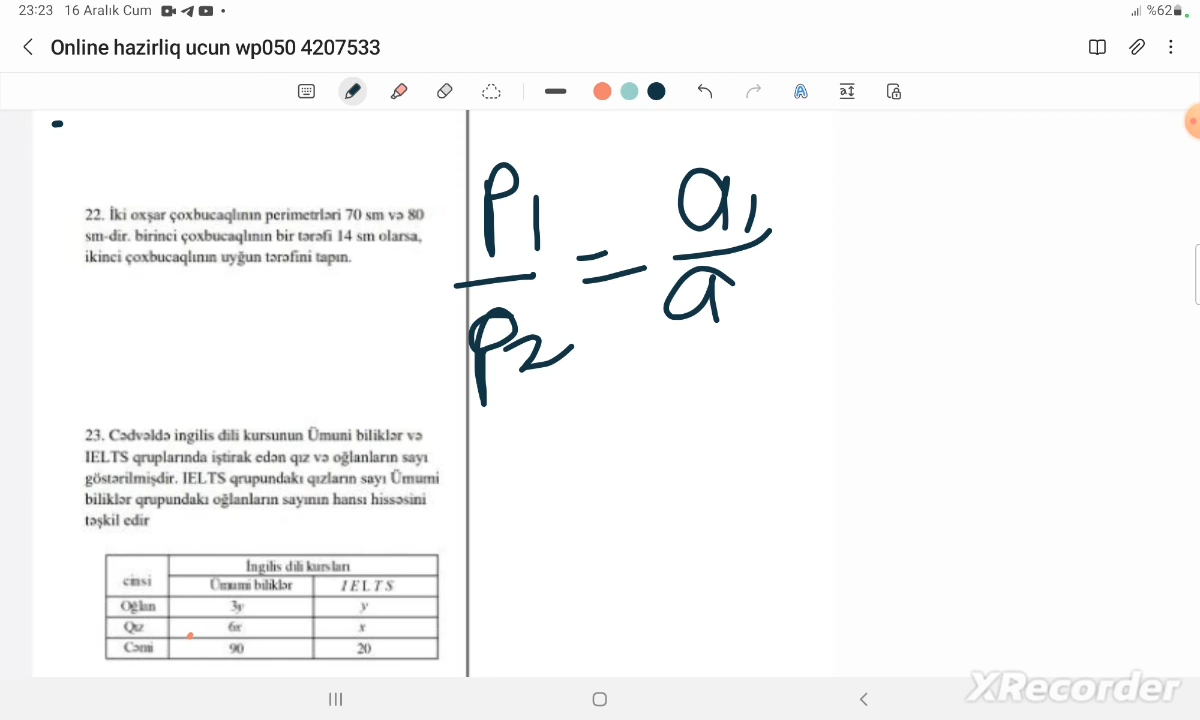 23:23 16 Aralık Cum
%62
Online hazirliq ucun wp050 4207533
22. İki oxşar çoxbucaqlının perimetrləri 70 sm və 80
sm-dir. birinci çoxbucaqlının bir tərəfi 14 sm olarsa,
ikinci çoxbucaqlının uyğun tərəfini tapın.
P1
P2
=
a1
a
23. Cədvəldə ingilis dili kursunun Ümuni biliklər və
IELTS qruplarında iştirak edən qız və oğlanların sayı
göstərilmişdir. IELTS qrupundakı qızların sayı Ümumi
biliklər qrupundakı oğlanların sayının hansı hissəsini
təşkil edir
cinsi
İngilis dili kursları
Ümumi biliklər IELTS
Oğlan 3y y
Qız 6x x
Cəmi 90 20
XRecorder